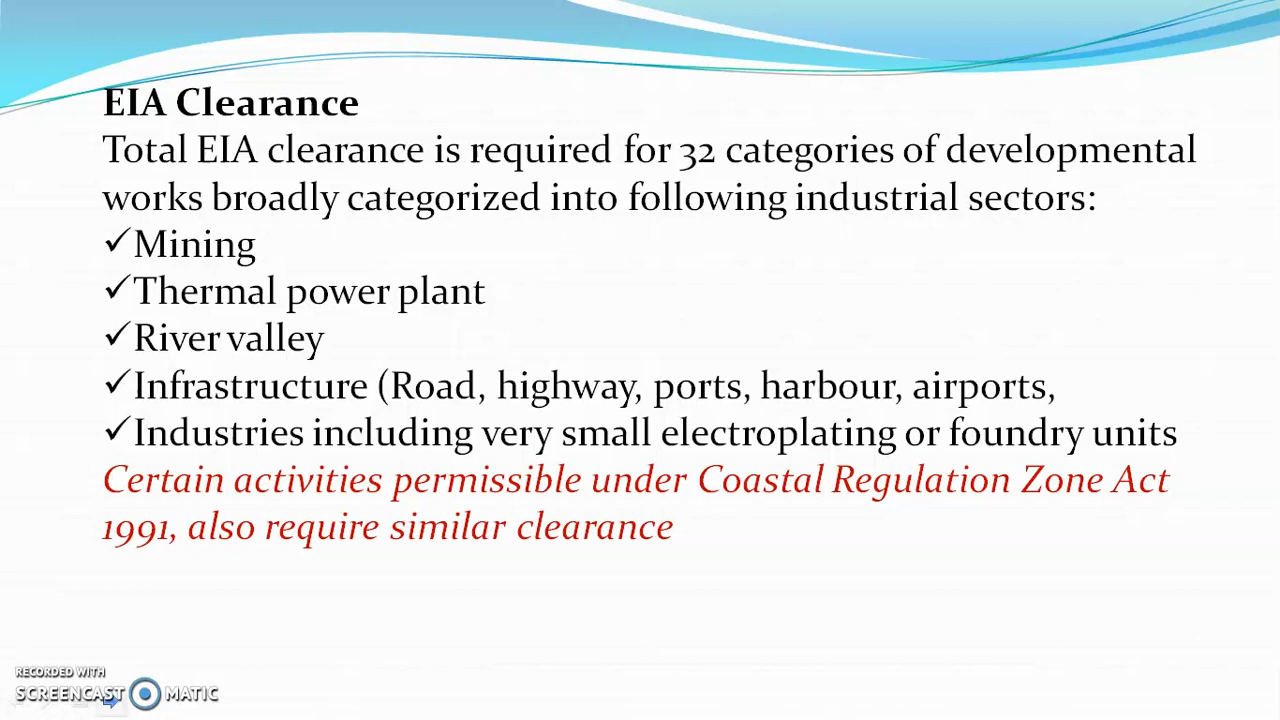 EIA Clearance
Total EIA clearance is required for 32 categories of developmental
works broadly categorized into following industrial sectors:
✓Mining
✓Thermal power plant
✓River valley
✓Infrastructure (Road, highway, ports, harbour, airports,
✓Industries including very small electroplating or foundry units
Certain activities permissible under Coastal Regulation Zone Act
1991, also require similar clearance
RECORDED WITH
SCREENCAST MATIC